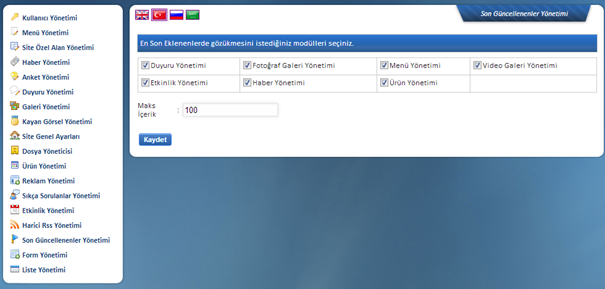 Kullanıcı Yönetimi
Menü Yönetimi
Site Özel Alan Yönetimi
Haber Yönetimi
Anket Yönetimi
Duyuru Yönetimi
Galeri Yönetimi
Kayan Görsel Yönetimi
Site Genel Ayarları
Dosya Yöneticisi
Ürün Yönetimi
Reklam Yönetimi
Sıkça Sorulanlar Yönetimi
Etkinlik Yönetimi
Harici Rss Yönetimi
Son Güncellenenler Yönetimi
Form Yönetimi
Liste Yönetimi
Son Güncellenenler Yönetimi
En Son Eklenenlerde gözükmesini istediğiniz modülleri seçiniz.
Duyuru Yönetimi Fotoğraf Galeri Yönetimi Menü Yönetimi Video Galeri Yönetimi
Etkinlik Yönetimi Haber Yönetimi Ürün Yönetimi
Maks
İçerik : 100
Kaydet